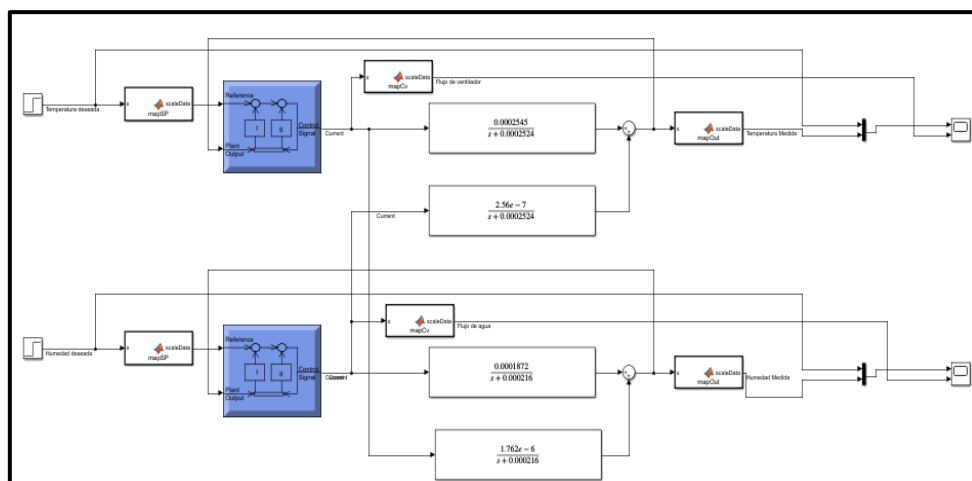 x scaleData
mapCv
Flujo de ventilador
Temperatura deseada
x scaleData
mapSP
Reference
f
g
Control
Signal
Plant
Output
Current
0.0002545
s + 0.0002524
x scaleData
mapOut
Temperatura Medida
2.56e − 7
s + 0.0002524
Current
x scaleData
mapCv
Flujo de agua
Humedad deseada
x scaleData
mapSP
Reference
f
g
Control
Signal
Plant
Output
0.0001872
s + 0.000216
x scaleData
mapOut
Humedad Medida
1.762e − 6
s + 0.000216